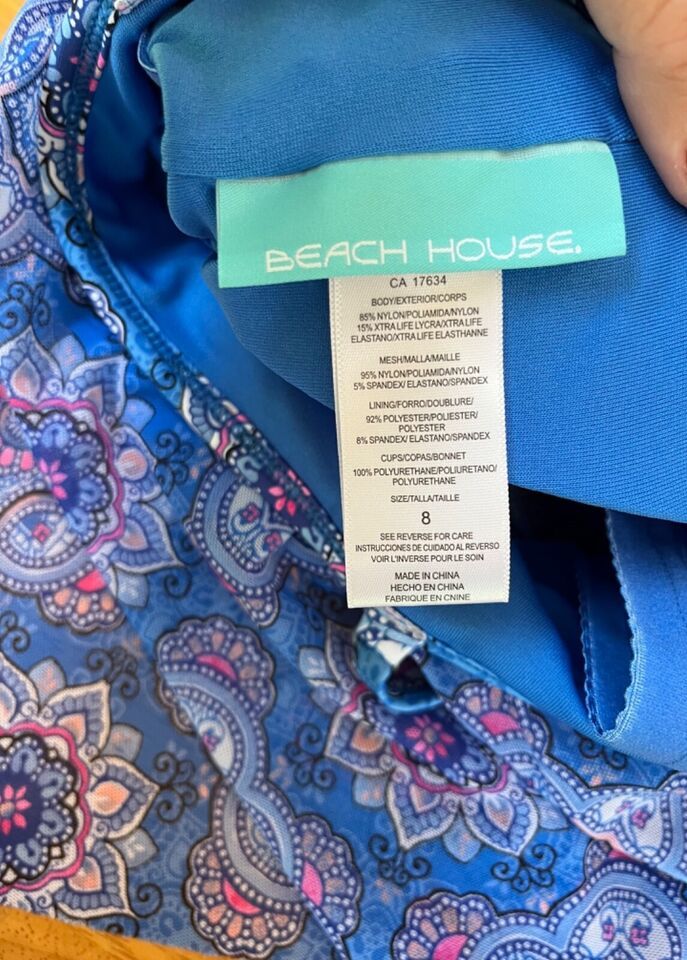 BEACH HOUSE.
CA 17634
BODY/EXTERIOR/CORPS
85% NYLON/POLIAMIDA/NYLON
15% XTRA LIFE LYCRA/XTRA LIFE
ELASTANO/XTRA LIFE ELASTHANNE
MESH/MALLA/MAILLE
95% NYLON/POLIAMIDA/NYLON
5% SPANDEX/ ELASTANO/SPANDEX
LINING/FORRO/DOUBLURE/
92% POLYESTER/POLIESTER/
POLYESTER
8% SPANDEX/ ELASTANO/SPANDEX
CUPS/COPAS/BONNET
100% POLYURETHANE/POLIURETANO/
POLYURETHANE
SIZE/TALLA/TAILLE
8
SEE REVERSE FOR CARE
INSTRUCCIONES DE CUIDADO AL REVERSO
VOIR L'INVERSE POUR LE SOIN
MADE IN CHINA
HECHO EN CHINA
FABRIQUE EN CNINE